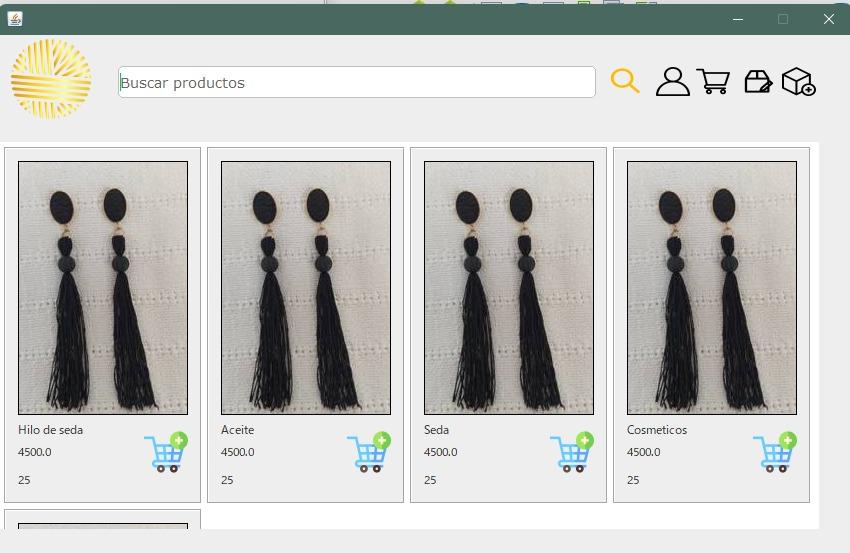 Buscar productos
Hilo de seda
4500.0
25
Aceite
4500.0
25
Seda
4500.0
25
Cosmeticos
4500.0
25